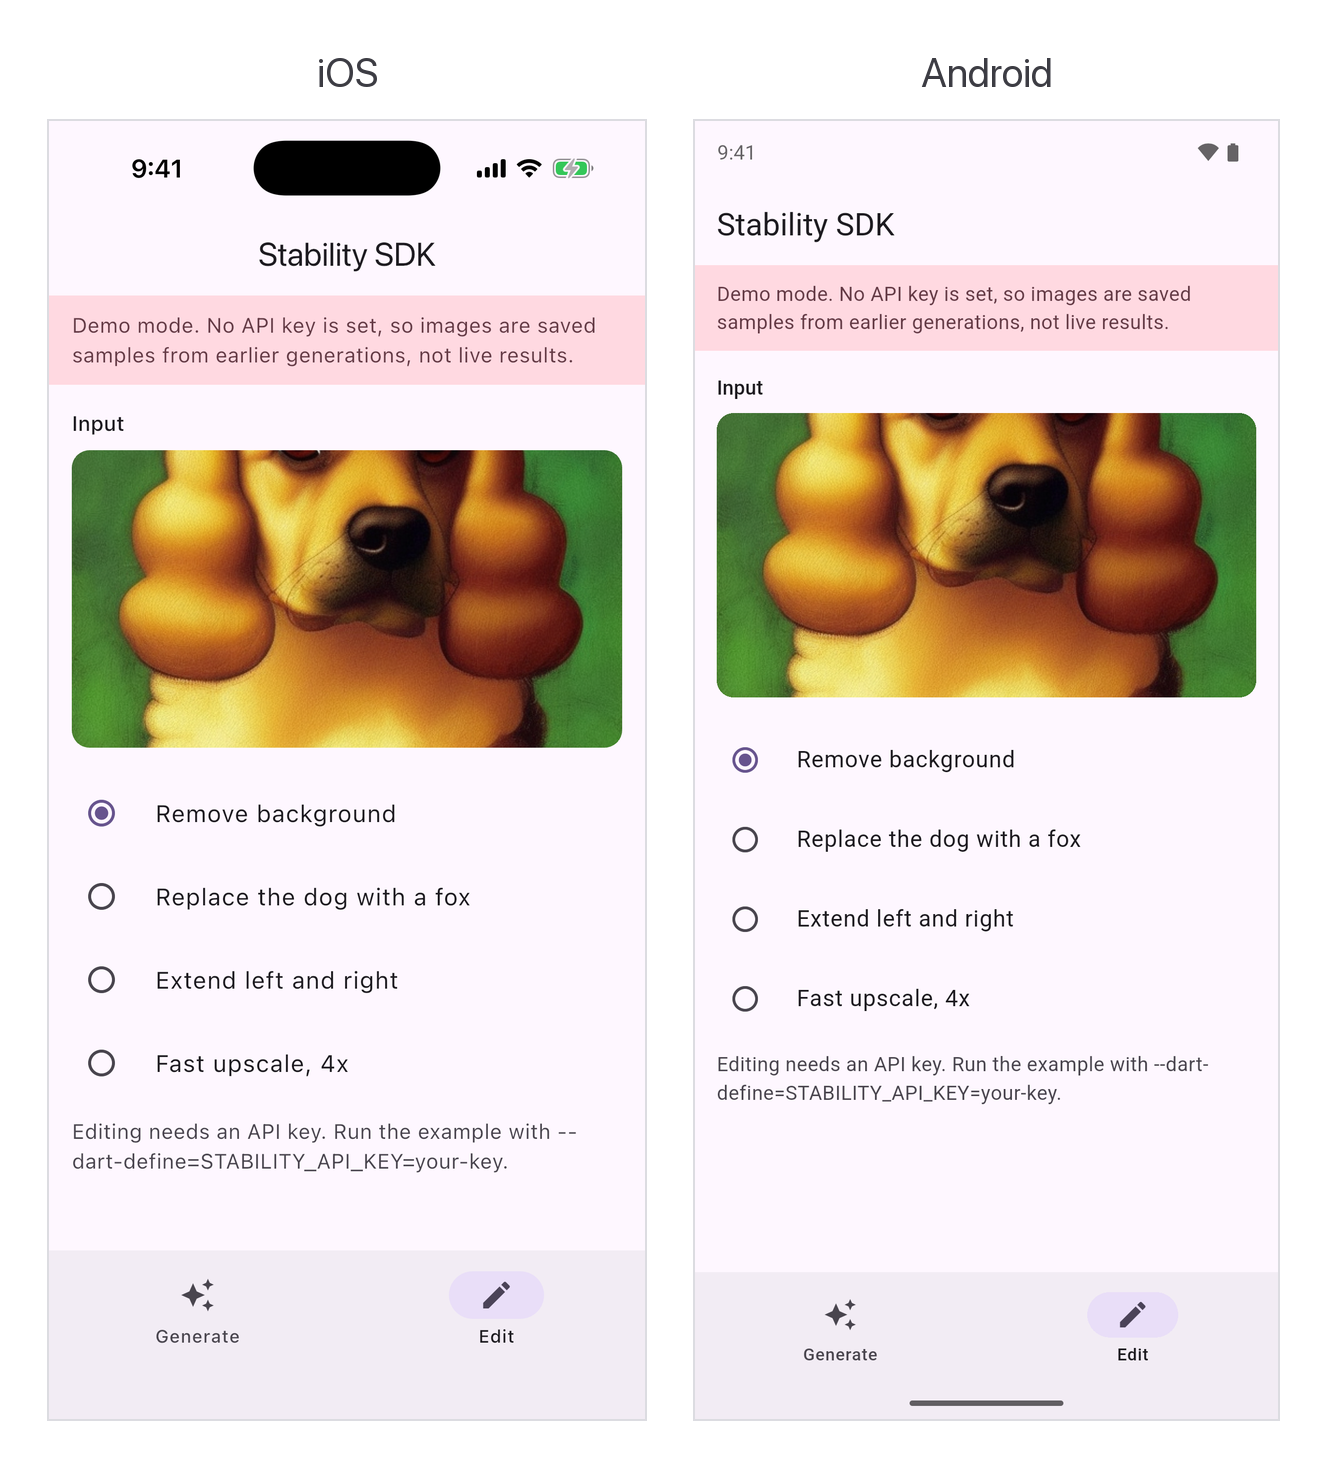 iOS
9:41
Stability SDK
Demo mode. No API key is set, so images are saved
samples from earlier generations, not live results.
Input
Remove background
Replace the dog with a fox
Extend left and right
Fast upscale, 4x
Editing needs an API key. Run the example with --
dart-define=STABILITY_API_KEY=your-key.
Generate
Edit
Android
9:41
Stability SDK
Demo mode. No API key is set, so images are saved
samples from earlier generations, not live results.
Input
Remove background
Replace the dog with a fox
Extend left and right
Fast upscale, 4x
Editing needs an API key. Run the example with --dart-
define=STABILITY_API_KEY=your-key.
Generate
Edit